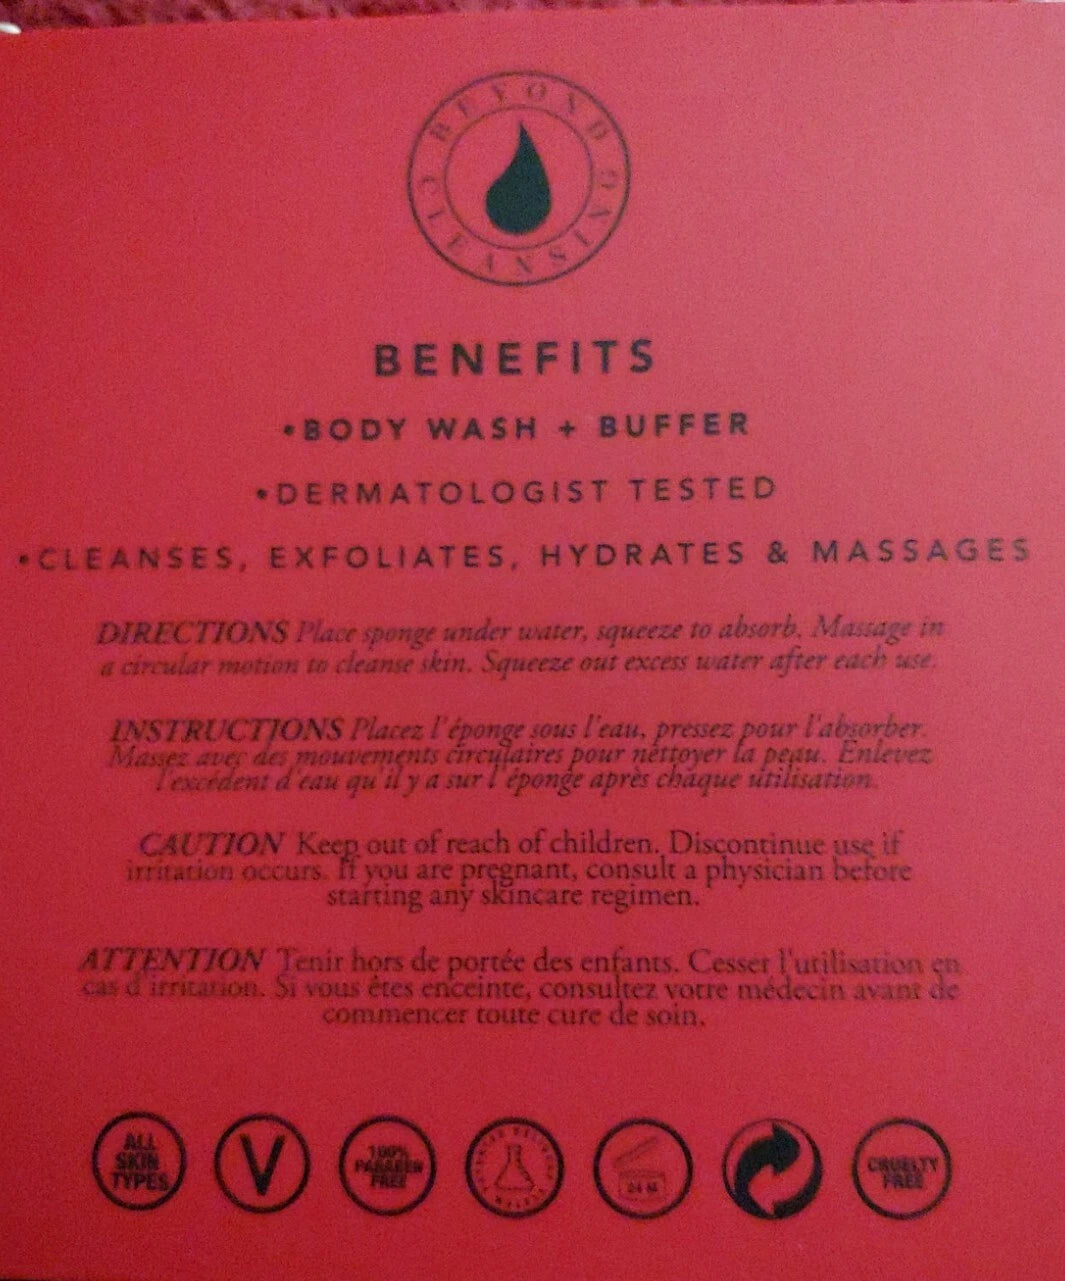 BEYOND CLEANSING
BENEFITS
•BODY WASH + BUFFER
•DERMATOLOGIST TESTED
•CLEANSES, EXFOLIATES, HYDRATES & MASSAGES
DIRECTIONS Place sponge under water, squeeze to absorb. Massage in
a circular motion to cleanse skin. Squeeze out excess water after each use.
INSTRUCTIONS Placez l'éponge sous l'eau, pressez pour l'absorber.
Massez avec des mouvements circulaires pour nettoyer la peau. Enlevez
l'excédent d'eau qu'il y a sur l'éponge après chaque utilisation.
CAUTION Keep out of reach of children. Discontinue use if
irritation occurs. If you are pregnant, consult a physician before
starting any skincare regimen.
ATTENTION Tenir hors de portée des enfants. Cesser l'utilisation en
cas d'irritation. Si vous êtes enceinte, consultez votre médecin avant de
commencer toute cure de soin.
ALL
SKIN
TYPES
V
100%
PARABEN
FREE
24 M
CRUELTY
FREE